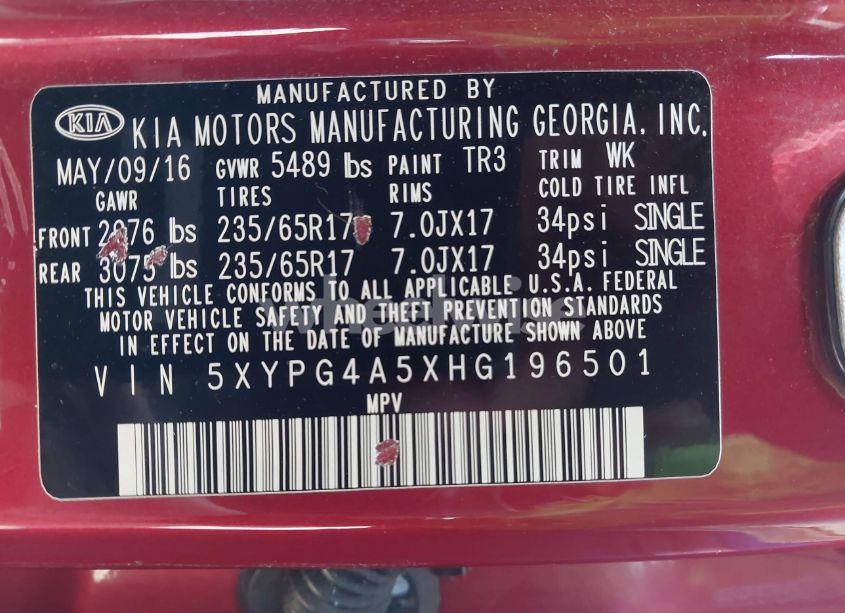 MANUFACTURED BY
KIA KIA MOTORS MANUFACTURING GEORGIA, INC.
MAY/09/16 GVWR 5489 lbs PAINT TR3 TRIM WK
GAWR TIRES RIMS COLD TIRE INFL
FRONT 2976 lbs 235/65R17 7.0JX17 34psi SINGLE
REAR 3075 lbs 235/65R17 7.0JX17 34psi SINGLE
THIS VEHICLE CONFORMS TO ALL APPLICABLE U.S.A. FEDERAL
MOTOR VEHICLE SAFETY AND THEFT PREVENTION STANDARDS
IN EFFECT ON THE DATE OF MANUFACTURE SHOWN ABOVE
VIN 5XYPG4A5XHG196501
MPV